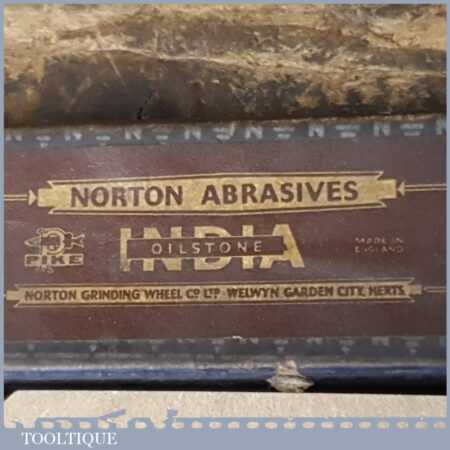 NORTON ABRASIVES
INDIA
OILSTONE
PIKE
MADE IN
ENGLAND
NORTON GRINDING WHEEL CO LTD WELWYN GARDEN CITY, HERTS.
TOOLTIQUE